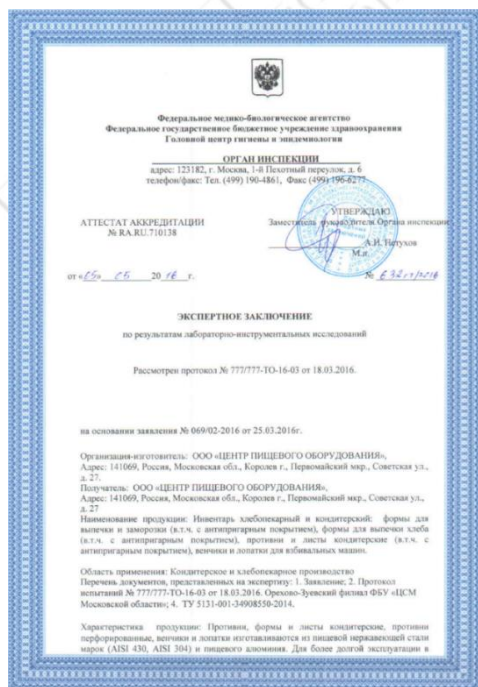 Федеральное медико-биологическое агентство
Федеральное государственное бюджетное учреждение здравоохранения
Головной центр гигиены и эпидемиологии
ОРГАН ИНСПЕКЦИИ
адрес: 123182, г. Москва, 1-й Пехотный переулок, д. 6
телефон/факс: Тел. (499) 190-4861, Факс (499) 196-6277
УТВЕРЖДАЮ
АТТЕСТАТ АККРЕДИТАЦИИ
Заместитель руководителя Органа инспекции
№ RA.RU.710138
А.И. Петухов
М.п.
от «05» 05 2016 г.
№ 632гт/2016
ЭКСПЕРТНОЕ ЗАКЛЮЧЕНИЕ
по результатам лабораторно-инструментальных исследований
Рассмотрен протокол № 777/777-ТО-16-03 от 18.03.2016.
на основании заявления № 069/02-2016 от 25.03.2016г.
Организация-изготовитель: ООО «ЦЕНТР ПИЩЕВОГО ОБОРУДОВАНИЯ»,
Адрес: 141069, Россия, Московская обл., Королев г., Первомайский мкр., Советская ул.,
д. 27.
Получатель: ООО «ЦЕНТР ПИЩЕВОГО ОБОРУДОВАНИЯ»,
Адрес: 141069, Россия, Московская обл., Королев г., Первомайский мкр., Советская ул.,
д. 27
Наименование продукции: Инвентарь хлебопекарный и кондитерский: формы для
выпечки и заморозки (в.т.ч. с антипригарным покрытием), формы для выпечки хлеба
(в.т.ч. с антипригарным покрытием), противни и листы кондитерские (в.т.ч. с
антипригарным покрытием), венчики и лопатки для взбивальных машин.
Область применения: Кондитерское и хлебопекарное производство
Перечень документов, представленных на экспертизу: 1. Заявление; 2. Протокол
испытаний № 777/777-ТО-16-03 от 18.03.2016. Орехово-Зуевский филиал ФБУ «ЦСМ
Московской области»; 4. ТУ 5131-001-34908550-2014.
Характеристика продукции: Противни, формы и листы кондитерские, противни
перфорированные, венчики и лопатки изготавливаются из пищевой нержавеющей стали
марок (AISI 430, AISI 304) и пищевого алюминия. Для более долгой эксплуатации в